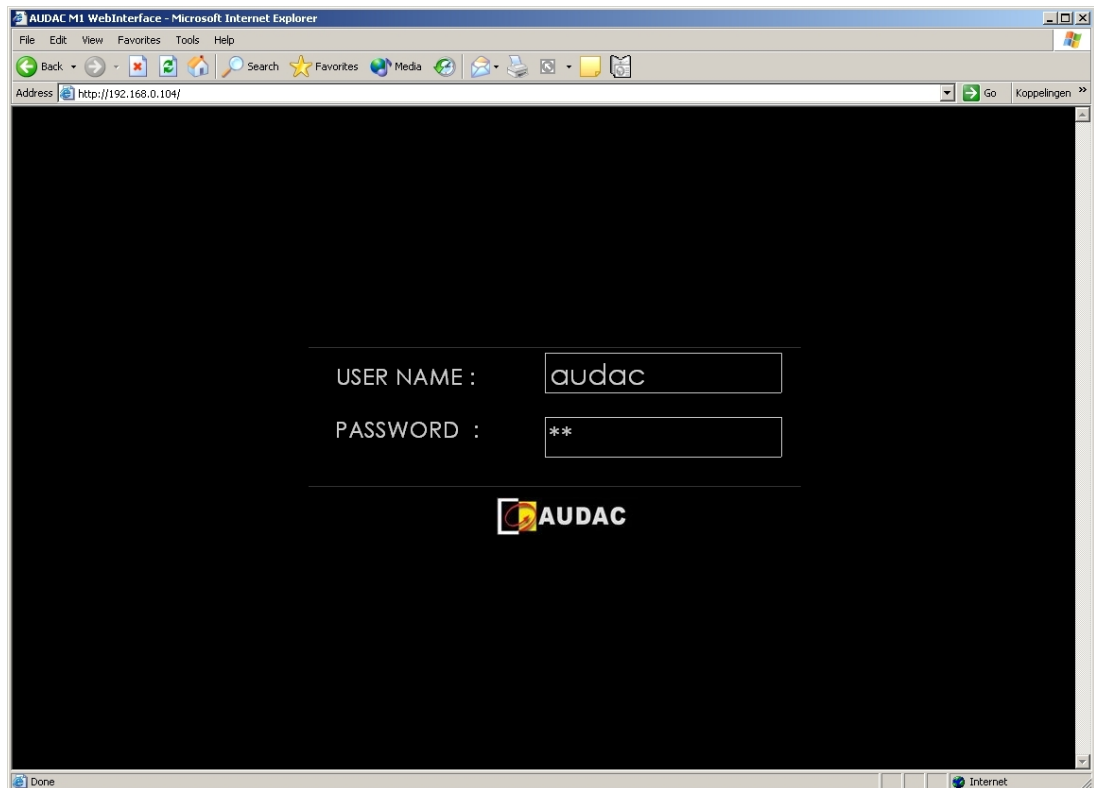 AUDAC M1 WebInterface - Microsoft Internet Explorer
File Edit View Favorites Tools Help
Back Search Favorites Media
Address http://192.168.0.104/ Go Koppelingen »
USER NAME : audac
PASSWORD : **
AUDAC
Done Internet